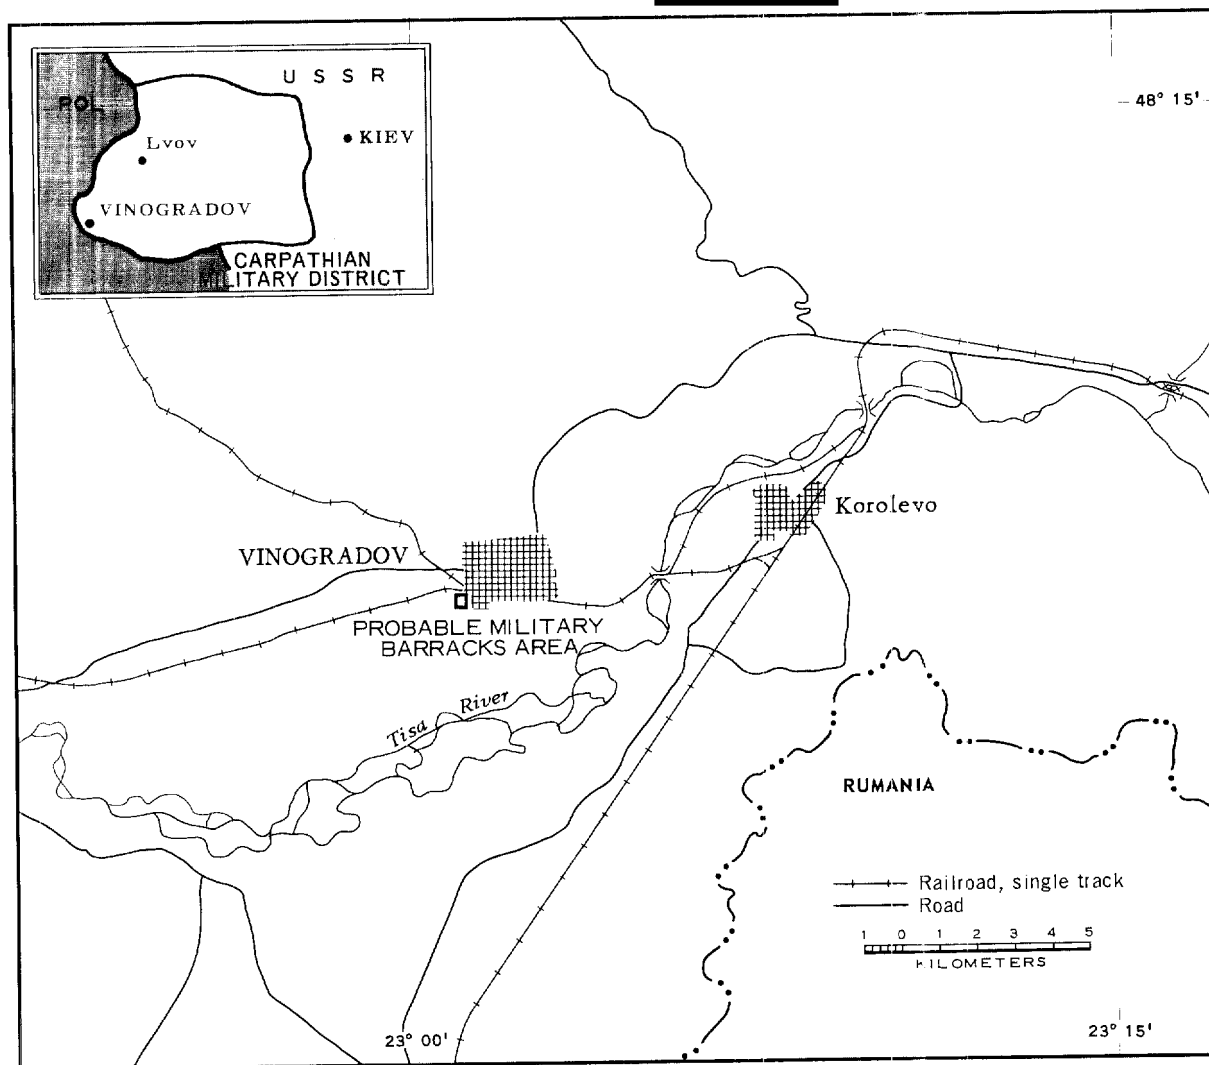 U S S R
POL
Lvov
KIEV
VINOGRADOV
CARPATHIAN
MILITARY DISTRICT
48° 15'
Korolevo
VINOGRADOV
PROBABLE MILITARY
BARRACKS AREA
Tisa River
RUMANIA
Railroad, single track
Road
1 0 1 2 3 4 5
KILOMETERS
23° 00'
23° 15'